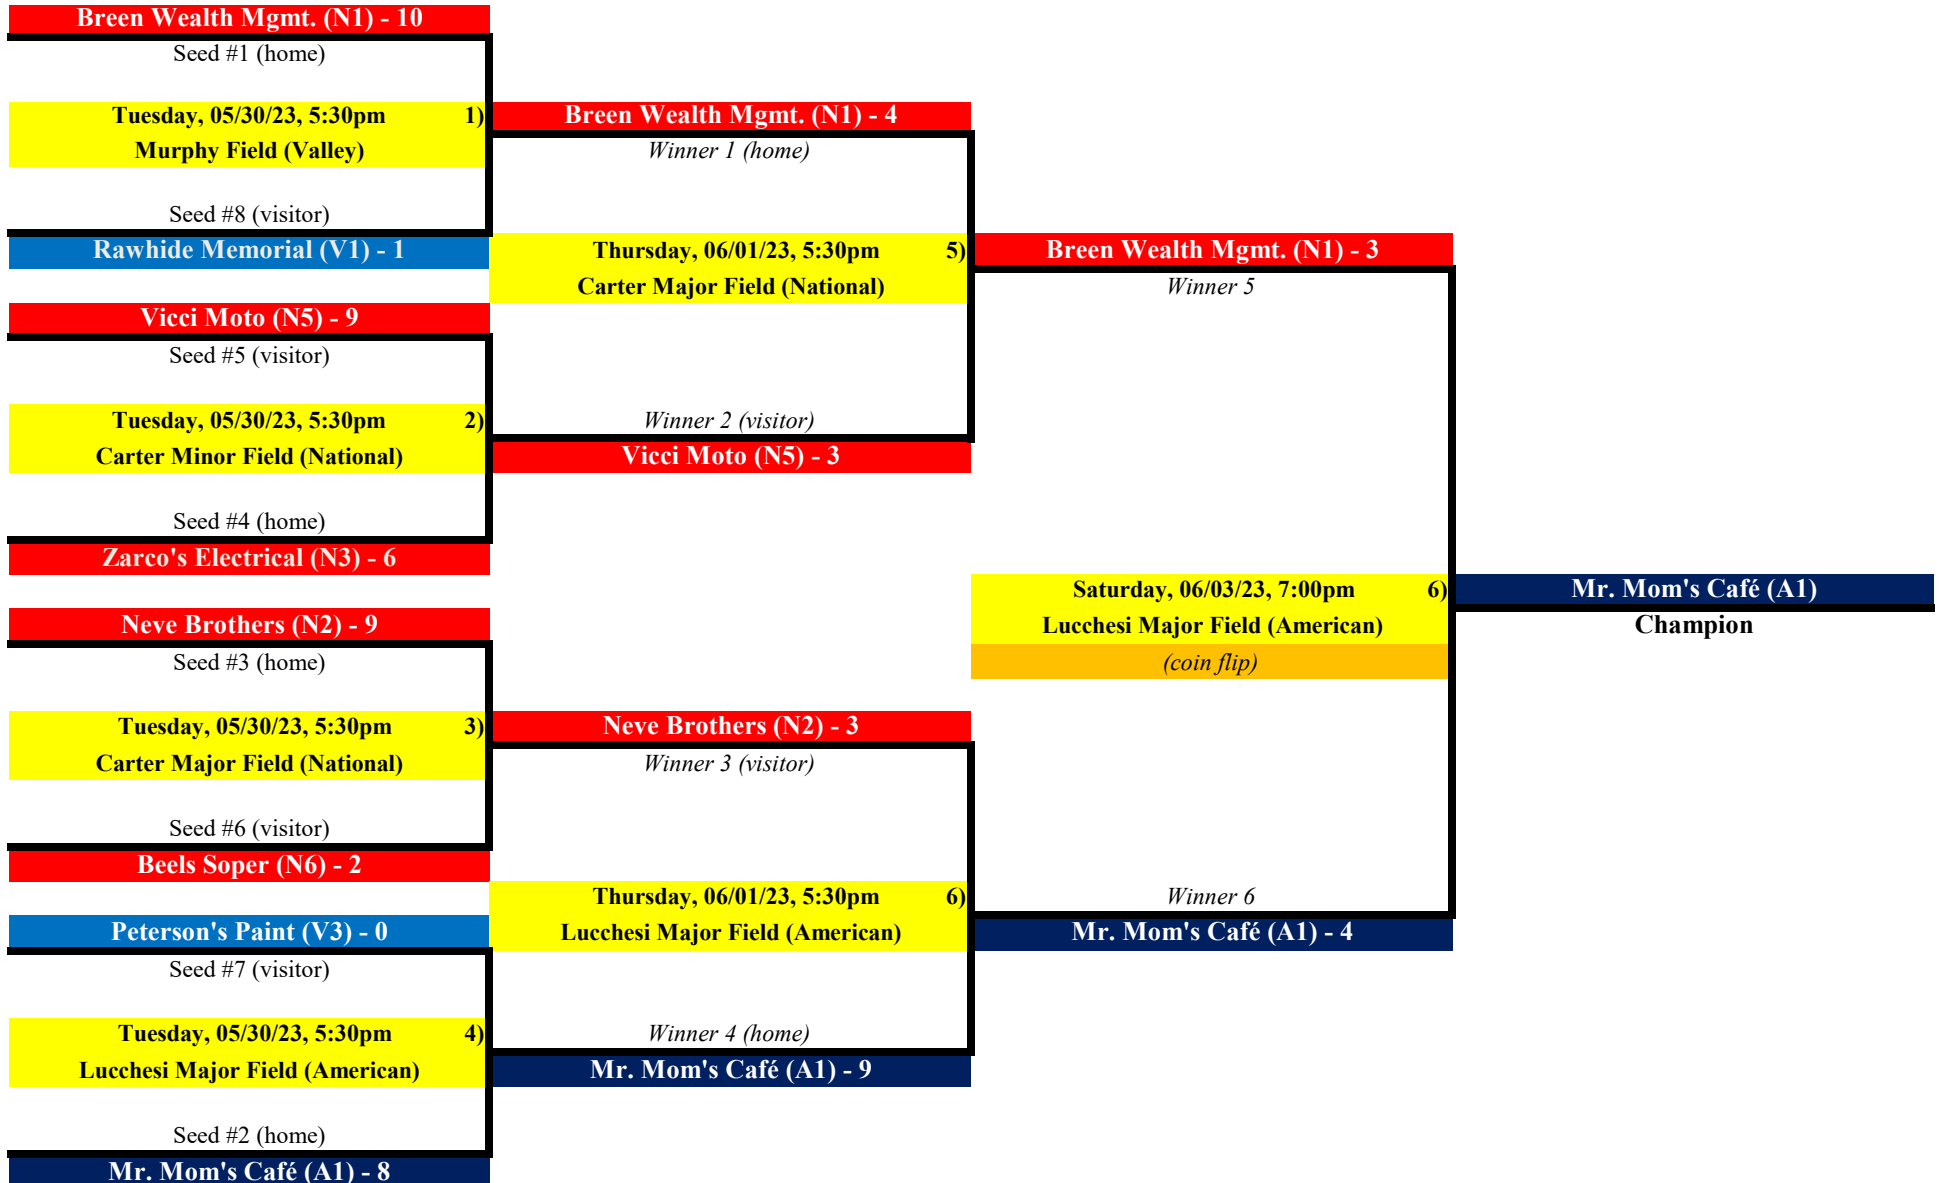 Breen Wealth Mgmt. (N1) - 10
Seed #1 (home)
Tuesday, 05/30/23, 5:30pm 1)
Murphy Field (Valley)
Seed #8 (visitor)
Rawhide Memorial (V1) - 1
Vicci Moto (N5) - 9
Seed #5 (visitor)
Tuesday, 05/30/23, 5:30pm 2)
Carter Minor Field (National)
Seed #4 (home)
Zarco's Electrical (N3) - 6
Neve Brothers (N2) - 9
Seed #3 (home)
Tuesday, 05/30/23, 5:30pm 3)
Carter Major Field (National)
Seed #6 (visitor)
Beels Soper (N6) - 2
Peterson's Paint (V3) - 0
Seed #7 (visitor)
Tuesday, 05/30/23, 5:30pm 4)
Lucchesi Major Field (American)
Seed #2 (home)
Mr. Mom's Café (A1) - 8
Breen Wealth Mgmt. (N1) - 4
Winner 1 (home)
Thursday, 06/01/23, 5:30pm 5)
Carter Major Field (National)
Winner 2 (visitor)
Vicci Moto (N5) - 3
Neve Brothers (N2) - 3
Winner 3 (visitor)
Thursday, 06/01/23, 5:30pm 6)
Lucchesi Major Field (American)
Winner 4 (home)
Mr. Mom's Café (A1) - 9
Breen Wealth Mgmt. (N1) - 3
Winner 5
Saturday, 06/03/23, 7:00pm 6)
Lucchesi Major Field (American)
(coin flip)
Winner 6
Mr. Mom's Café (A1) - 4
Mr. Mom's Café (A1)
Champion